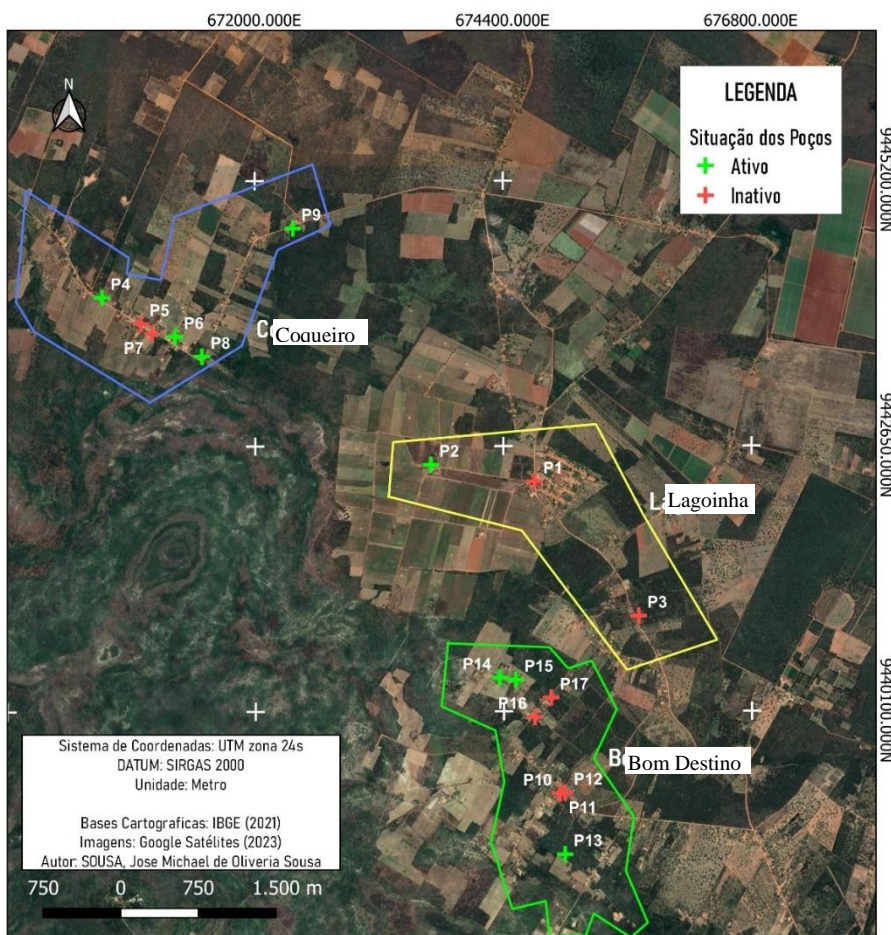 672000.000E 674400.000E 676800.000E
N
LEGENDA
Situação dos Poços
Ativo
Inativo
9445200.000N
P9
P4
P5
P6
P7
P8
Coqueiro
9442650.000N
P2
P1
Lagoinha
P3
9440100.000N
P14
P15
P17
P16
Bom Destino
P10
P12
P11
P13
Sistema de Coordenadas: UTM zona 24s
DATUM: SIRGAS 2000
Unidade: Metro
Bases Cartograficas: IBGE (2021)
Imagens: Google Satélites (2023)
Autor: SOUSA, Jose Michael de Oliveria Sousa
750 0 750 1.500 m